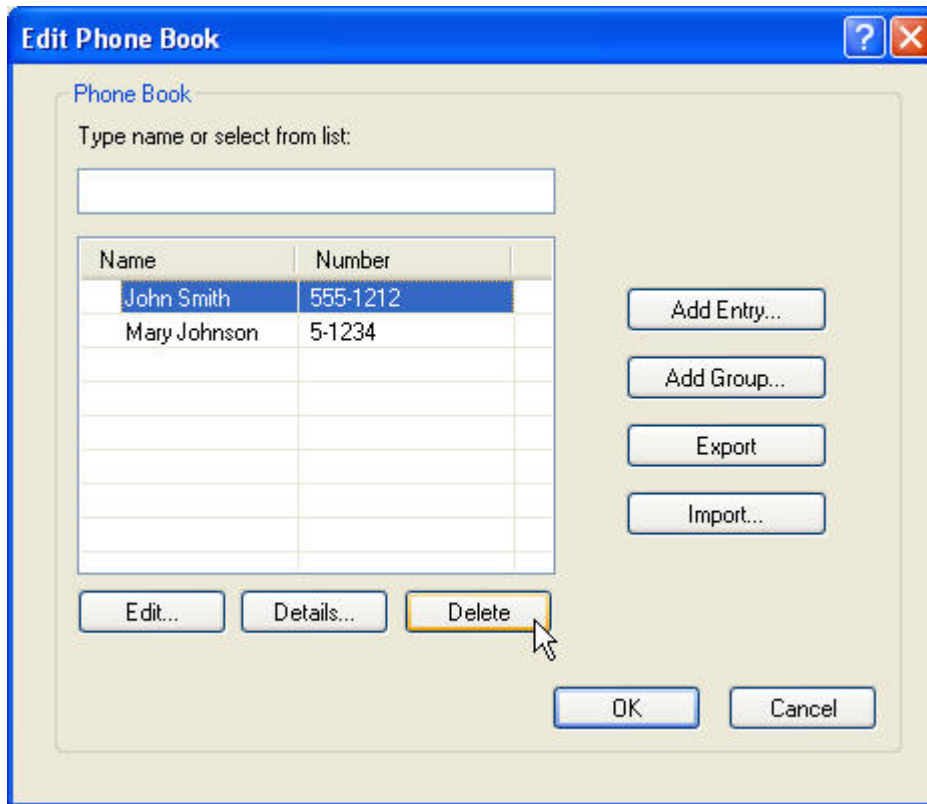 Edit Phone Book
?
Phone Book
Type name or select from list:
Name Number
John Smith 555-1212
Mary Johnson 5-1234
Add Entry...
Add Group...
Export
Import...
Edit... Details... Delete
OK Cancel